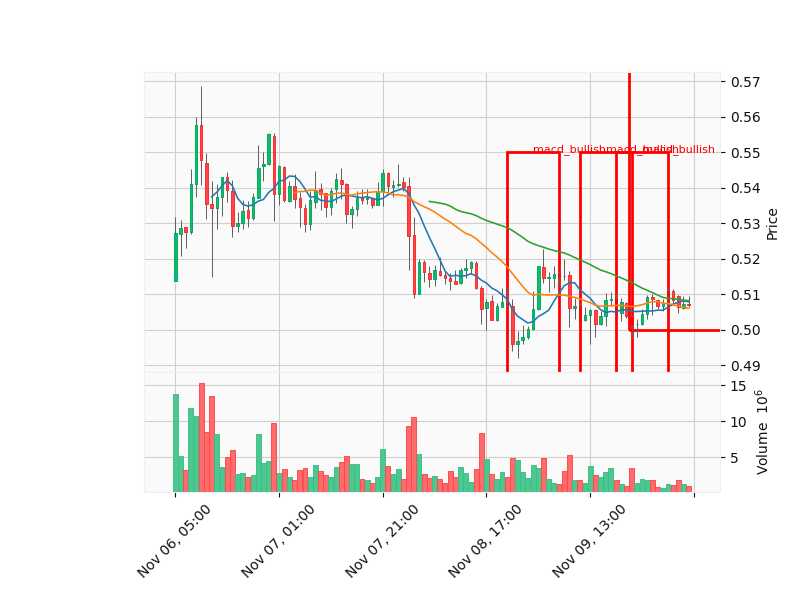 0.57
0.56
0.55
0.54
0.53
0.52
0.51
0.50
0.49
Price
macd_bullish
macd_bullish
15
10
5
Volume 10^6
Nov 06, 05:00
Nov 07, 01:00
Nov 07, 21:00
Nov 08, 17:00
Nov 09, 13:00